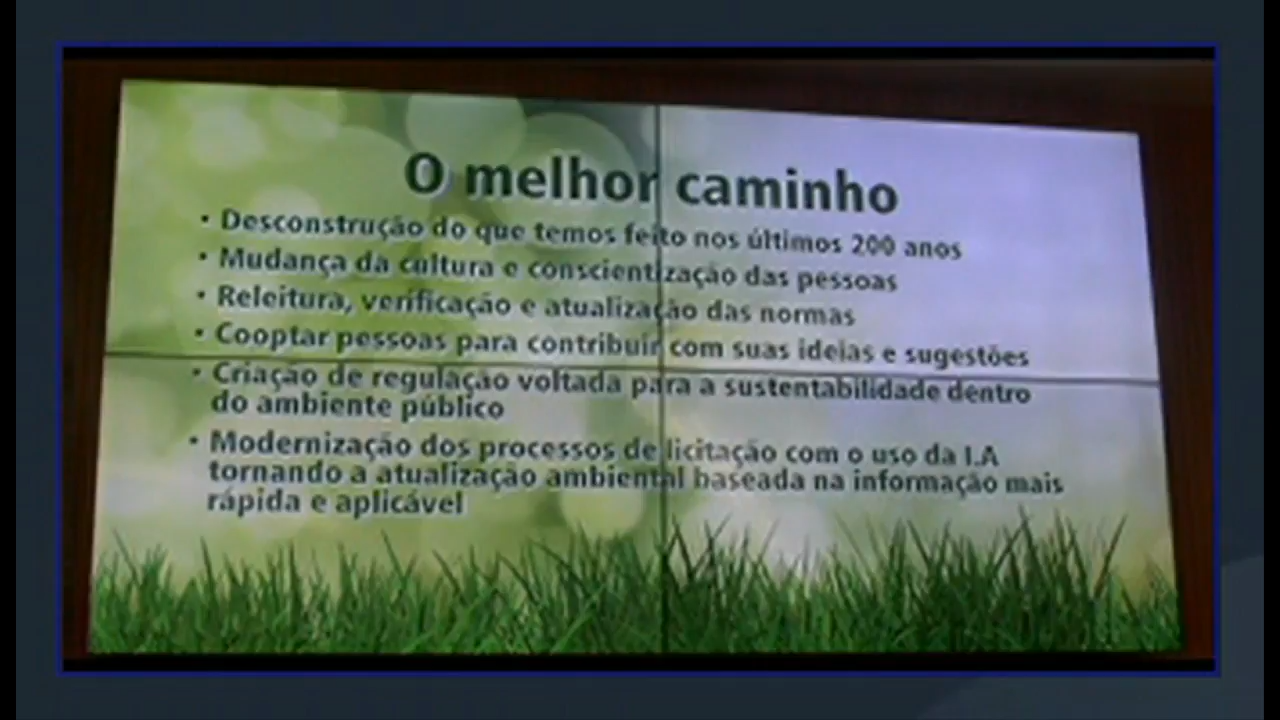 O melhor caminho
• Desconstrução do que temos feito nos últimos 200 anos
• Mudança da cultura e conscientização das pessoas
• Releitura, verificação e atualização das normas
• Cooptar pessoas para contribuir com suas ideias e sugestões
• Criação de regulação voltada para a sustentabilidade dentro
do ambiente público
• Modernização dos processos de licitação com o uso da I.A
tornando a atualização ambiental baseada na informação mais
rápida e aplicável